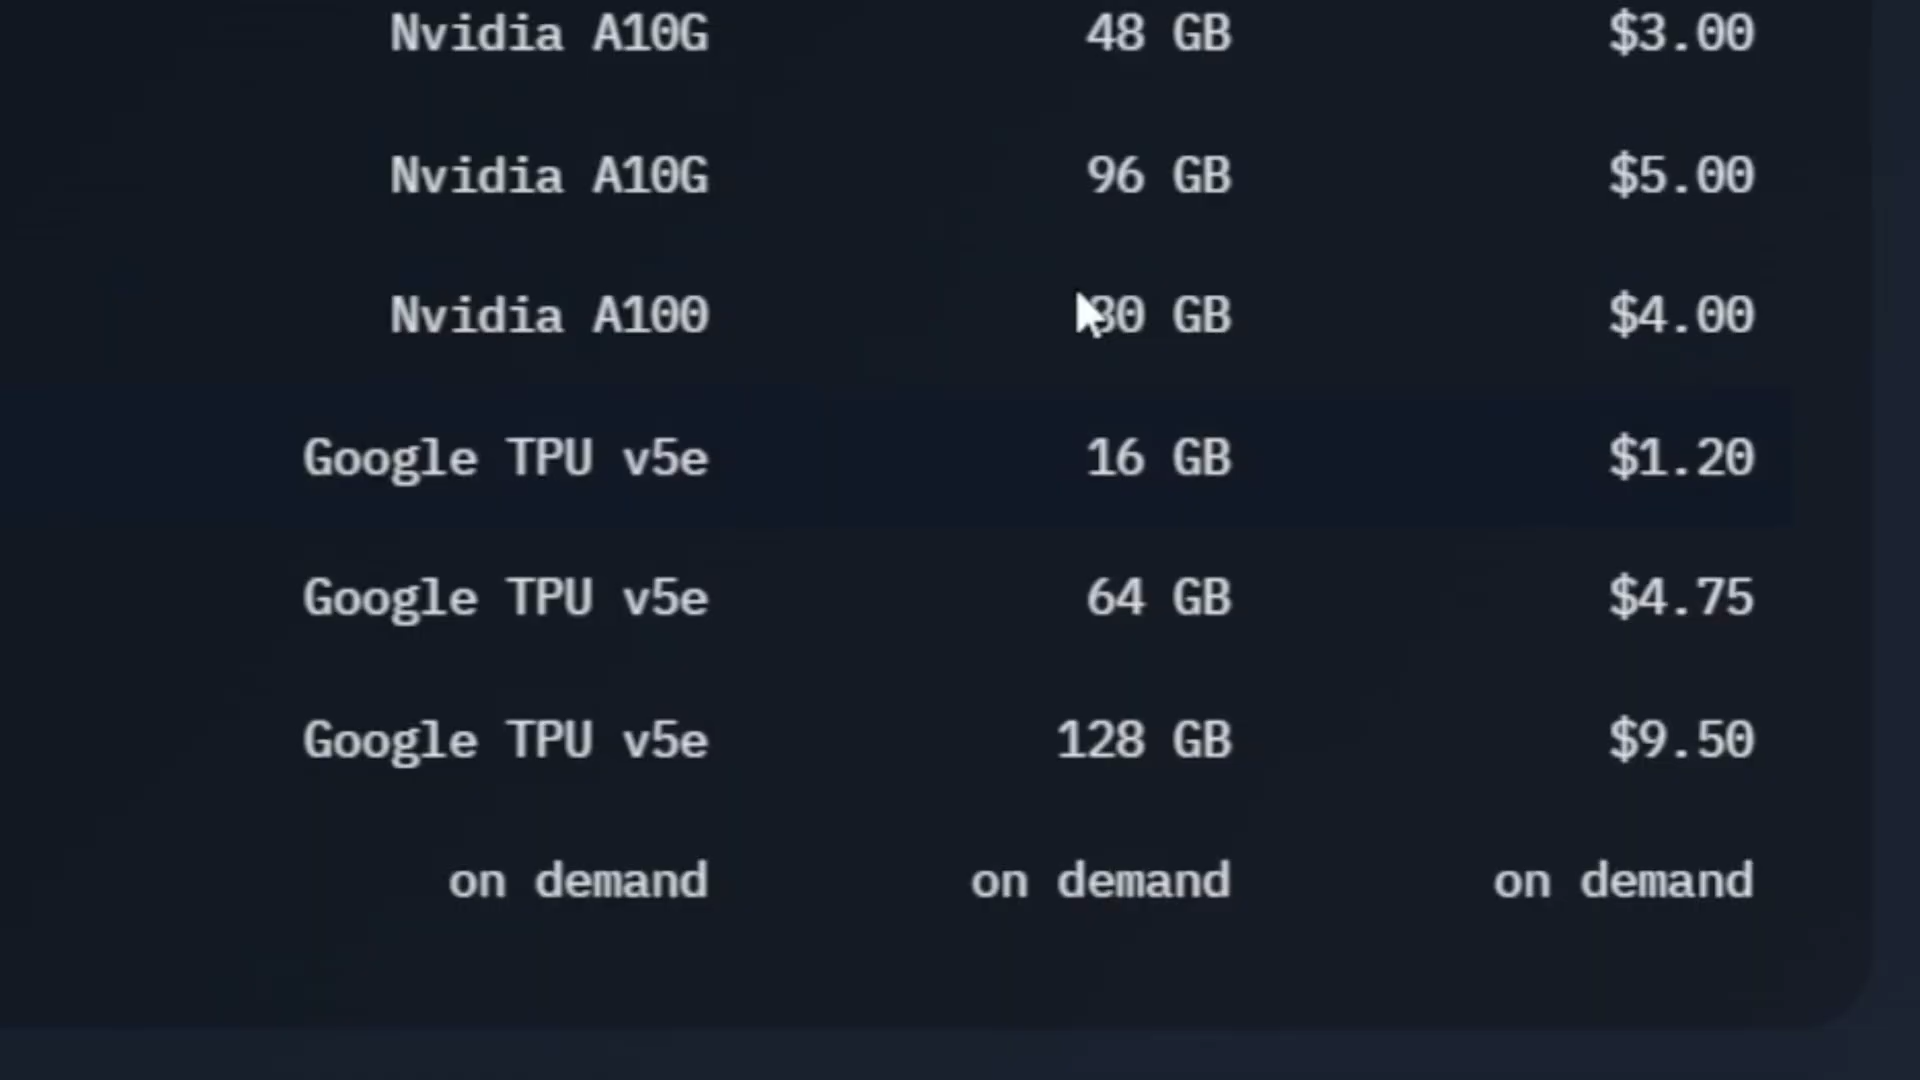 Nvidia A10G 48 GB $3.00
Nvidia A10G 96 GB $5.00
Nvidia A100 80 GB $4.00
Google TPU v5e 16 GB $1.20
Google TPU v5e 64 GB $4.75
Google TPU v5e 128 GB $9.50
on demand on demand on demand